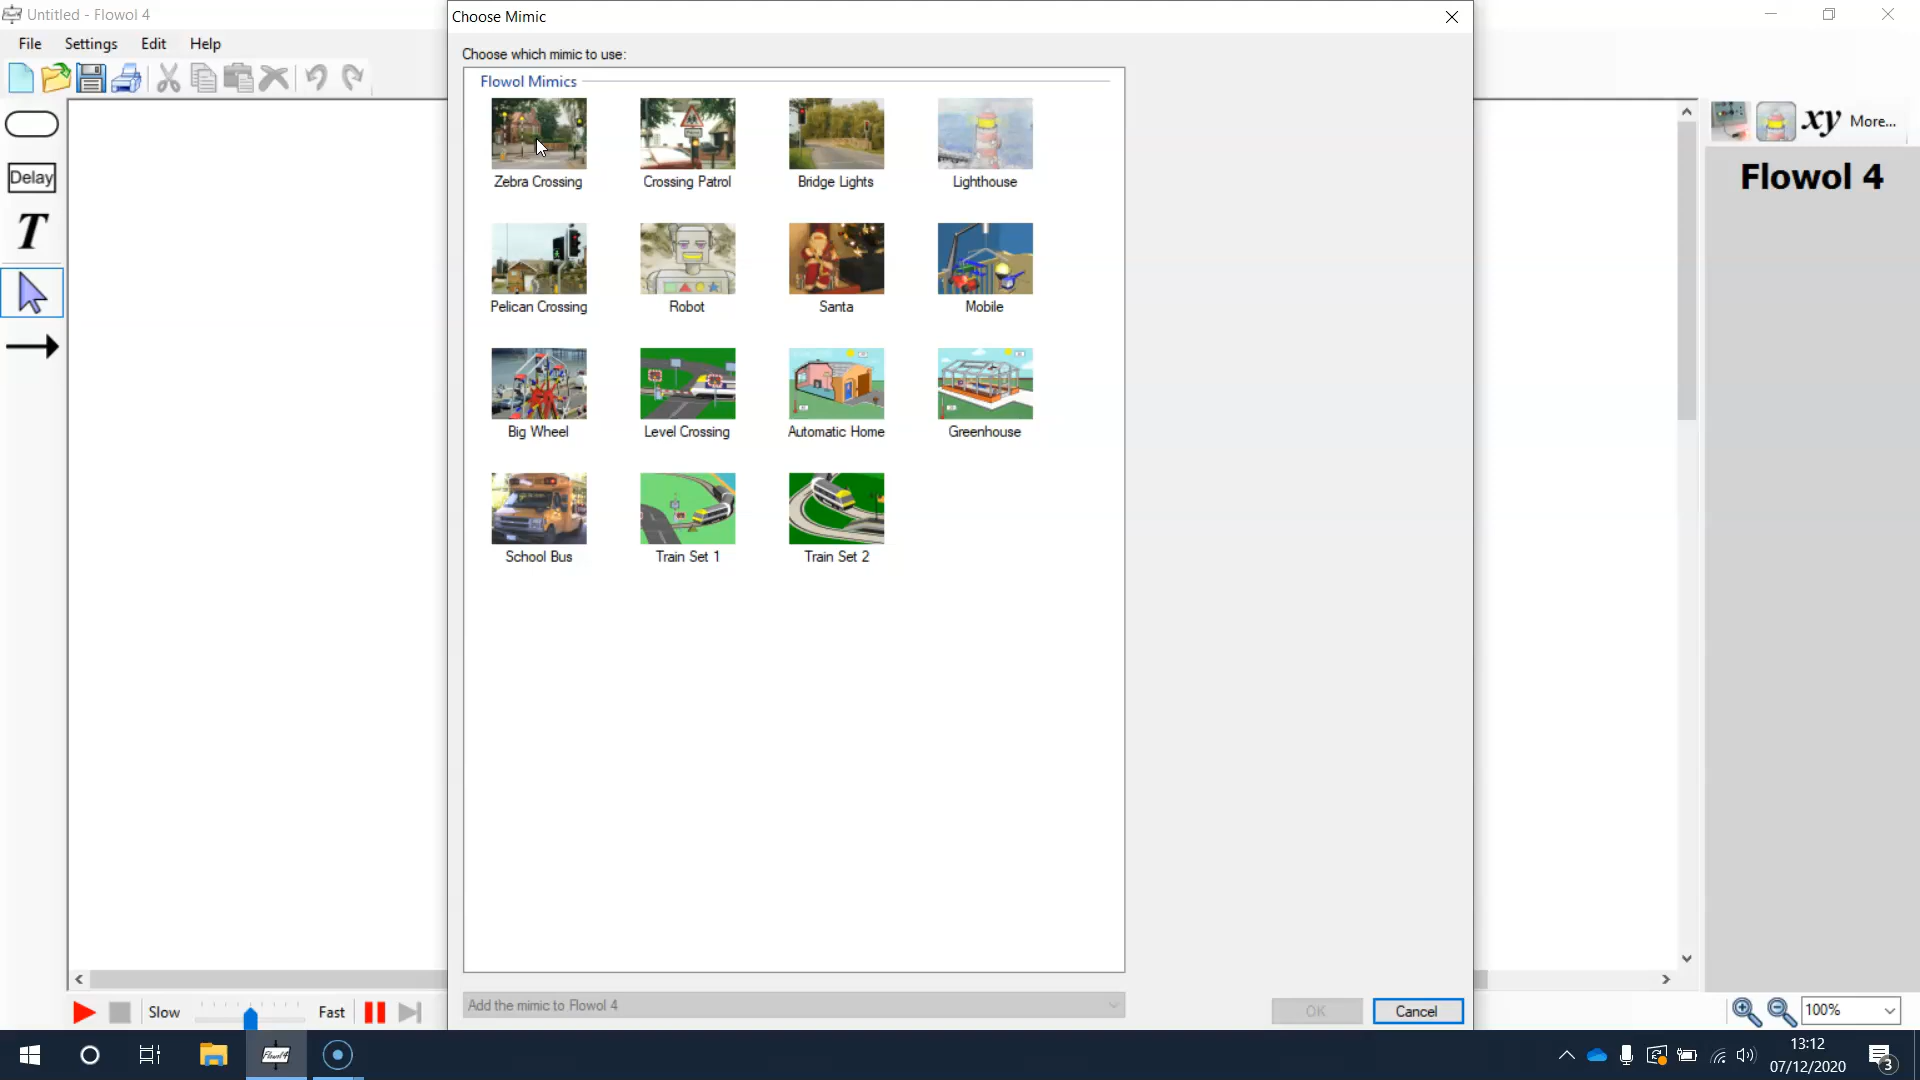 Untitled - Flowol 4
File Settings Edit Help
Delay
T
Choose Mimic
Choose which mimic to use:
Flowol Mimics
Zebra Crossing Crossing Patrol Bridge Lights Lighthouse
Pelican Crossing Robot Santa Mobile
Big Wheel Level Crossing Automatic Home Greenhouse
School Bus Train Set 1 Train Set 2
Add the mimic to Flowol 4
OK Cancel
xy More...
Flowol 4
Slow Fast
100%
Flowol4
13:12
07/12/2020
3